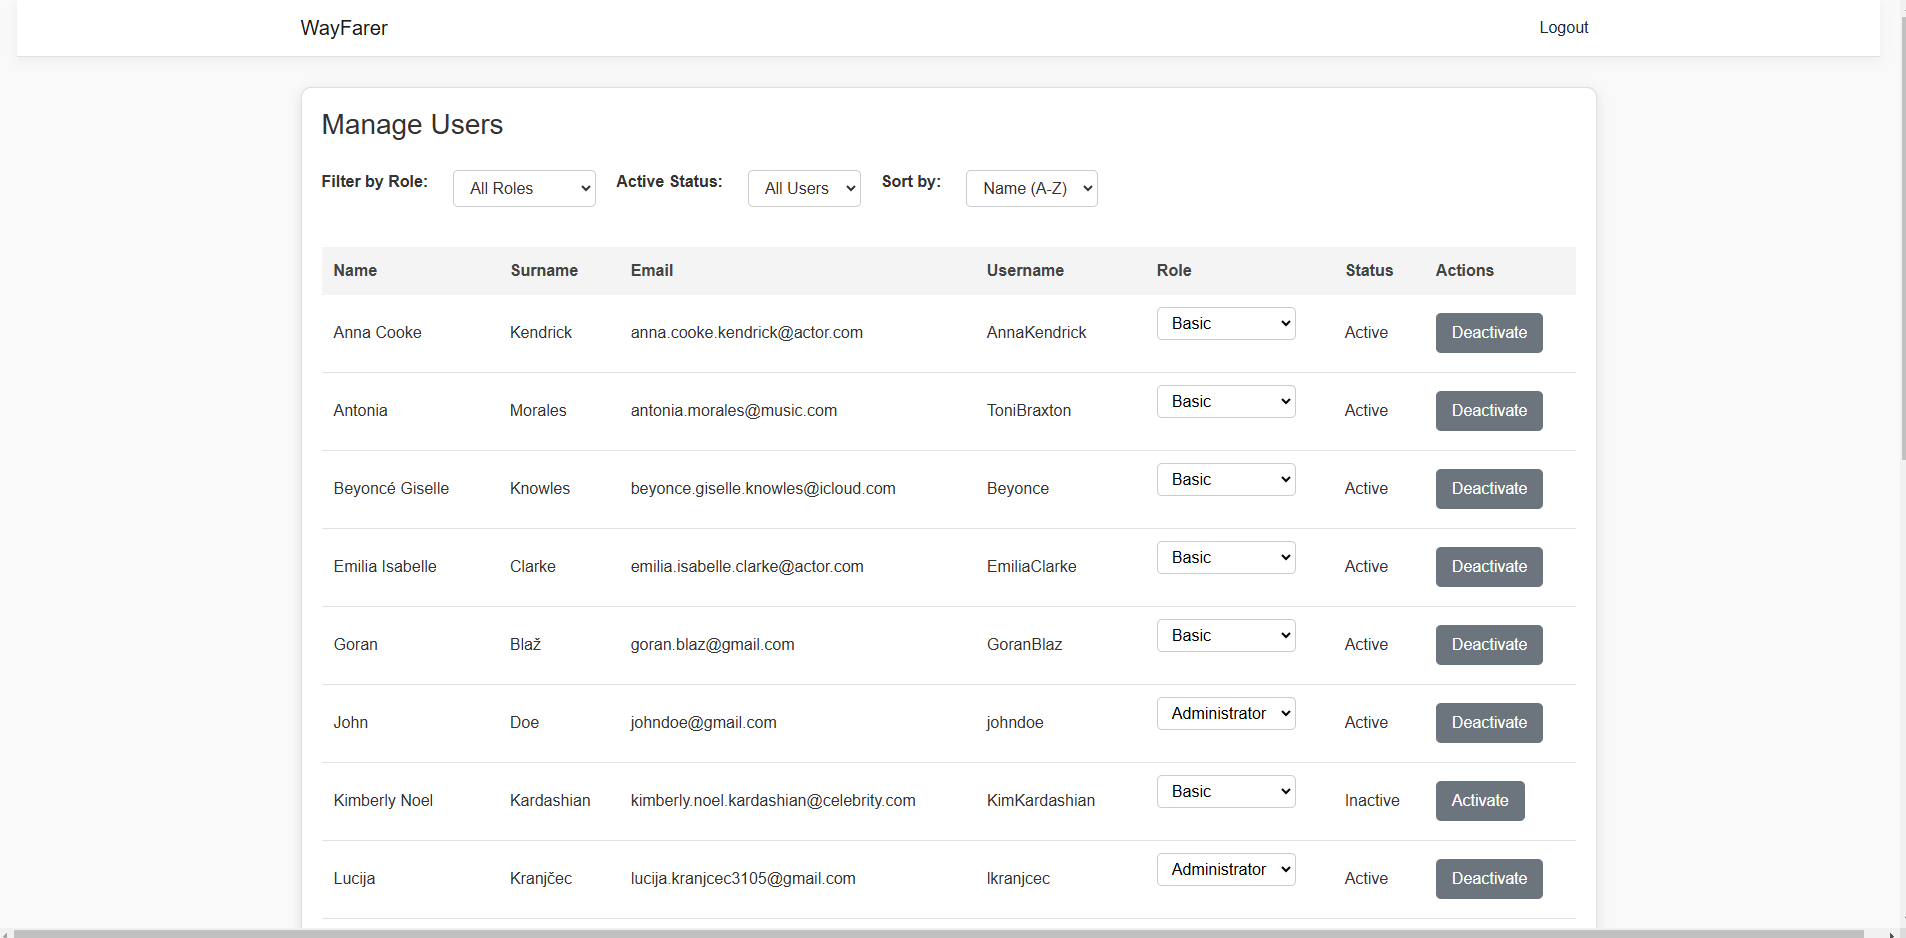 WayFarer Logout
Manage Users
Filter by Role: All Roles Active Status: All Users Sort by: Name (A-Z)
Name Surname Email Username Role Status Actions
Anna Cooke Kendrick anna.cooke.kendrick@actor.com AnnaKendrick Basic Active Deactivate
Antonia Morales antonia.morales@music.com ToniBraxton Basic Active Deactivate
Beyoncé Giselle Knowles beyonce.giselle.knowles@icloud.com Beyonce Basic Active Deactivate
Emilia Isabelle Clarke emilia.isabelle.clarke@actor.com EmiliaClarke Basic Active Deactivate
Goran Blaž goran.blaz@gmail.com GoranBlaz Basic Active Deactivate
John Doe johndoe@gmail.com johndoe Administrator Active Deactivate
Kimberly Noel Kardashian kimberly.noel.kardashian@celebrity.com KimKardashian Basic Inactive Activate
Lucija Kranjčec lucija.kranjcec3105@gmail.com lkranjcec Administrator Active Deactivate